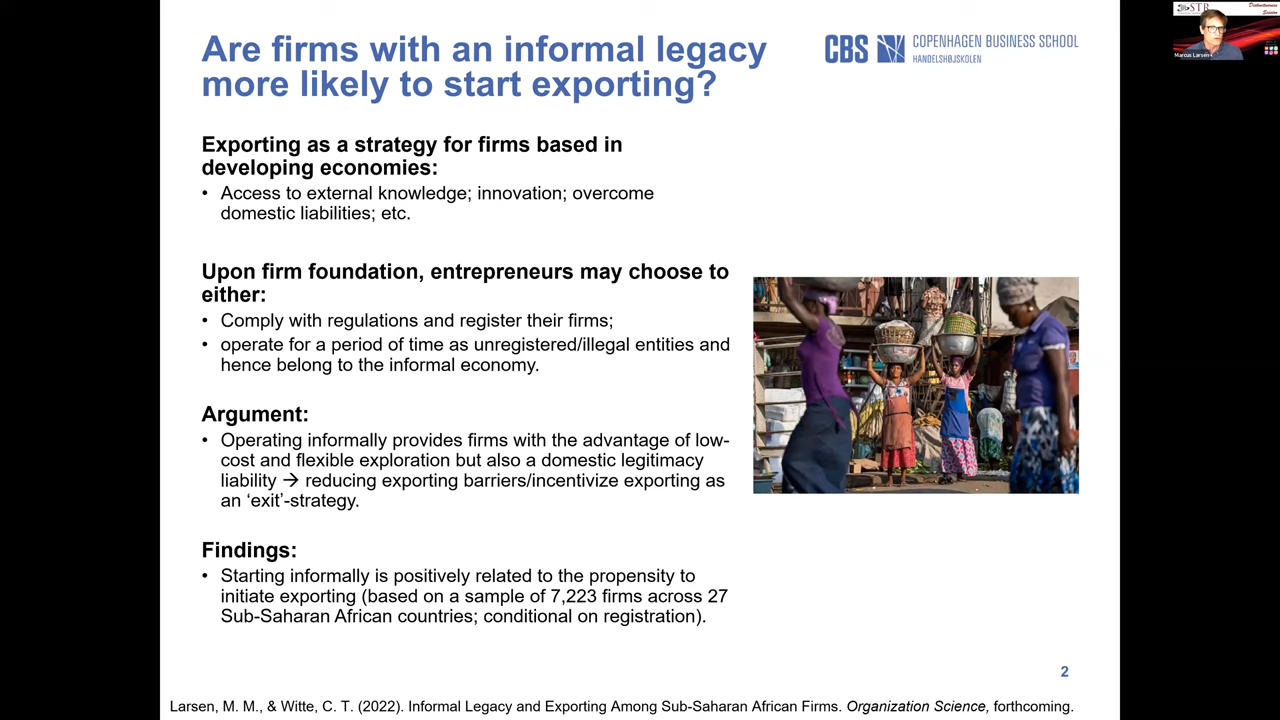 Are firms with an informal legacy
more likely to start exporting?
CBS COPENHAGEN BUSINESS SCHOOL
HANDELSHØJSKOLEN
Exporting as a strategy for firms based in
developing economies:
• Access to external knowledge; innovation; overcome
domestic liabilities; etc.
Upon firm foundation, entrepreneurs may choose to
either:
• Comply with regulations and register their firms;
• operate for a period of time as unregistered/illegal entities and
hence belong to the informal economy.
Argument:
• Operating informally provides firms with the advantage of low-
cost and flexible exploration but also a domestic legitimacy
liability → reducing exporting barriers/incentivize exporting as
an ‘exit’-strategy.
Findings:
• Starting informally is positively related to the propensity to
initiate exporting (based on a sample of 7,223 firms across 27
Sub-Saharan African countries; conditional on registration).
2
Larsen, M. M., & Witte, C. T. (2022). Informal Legacy and Exporting Among Sub-Saharan African Firms. Organization Science, forthcoming.
STR
Session
Marcus Larsen